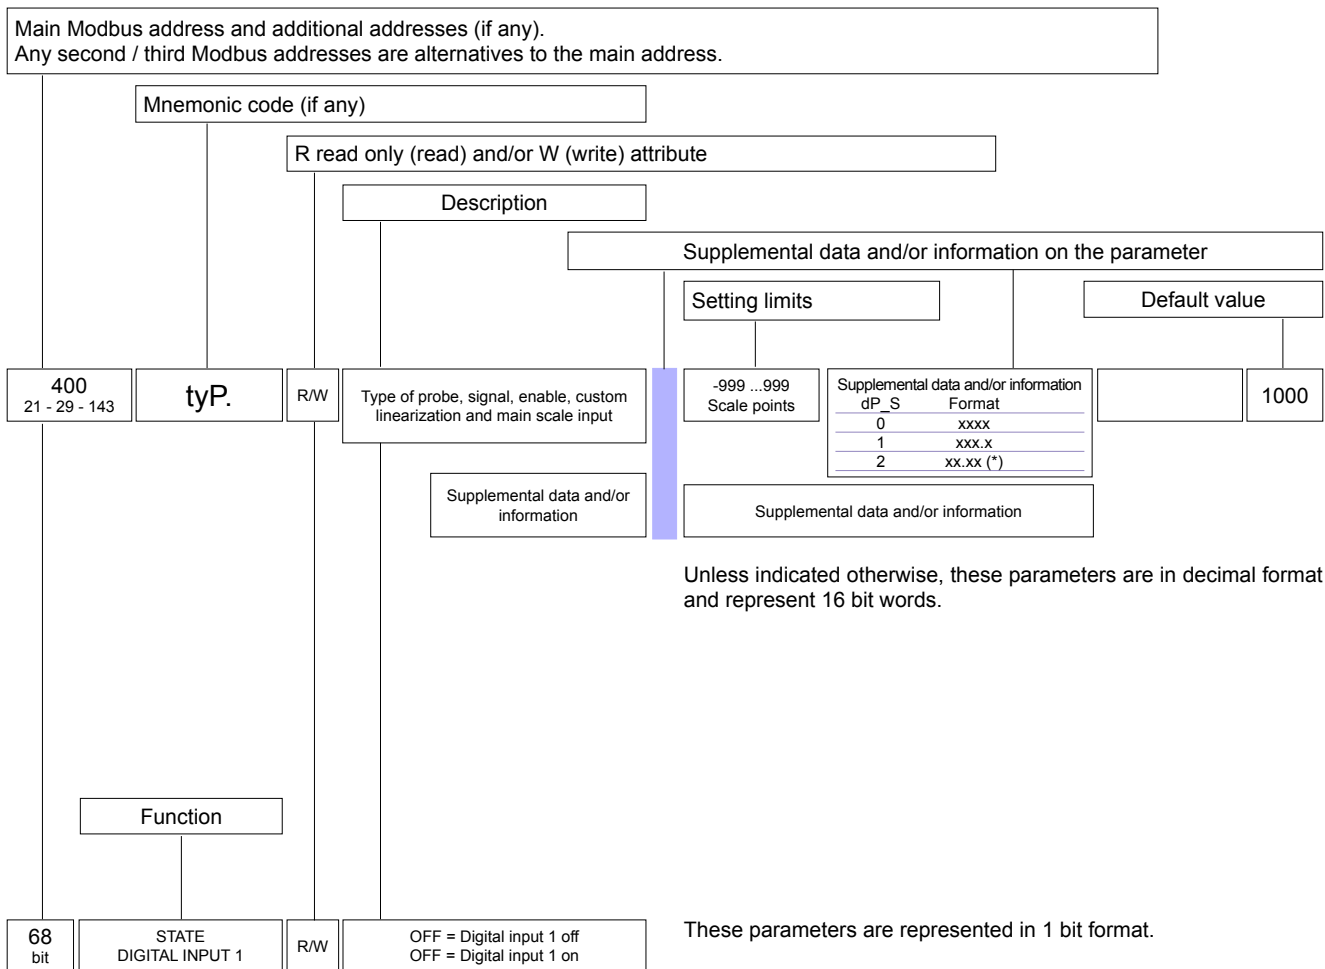 Main Modbus address and additional addresses (if any).
Any second / third Modbus addresses are alternatives to the main address.
Mnemonic code (if any)
R read only (read) and/or W (write) attribute
Description
Supplemental data and/or information on the parameter
Setting limits
Default value
400
21 - 29 - 143
tyP.
R/W
Type of probe, signal, enable, custom
linearization and main scale input
-999 ...999
Scale points
Supplemental data and/or information
dP_S Format
0 xxxx
1 xxx.x
2 xx.xx (*)
1000
Supplemental data and/or
information
Supplemental data and/or information
Unless indicated otherwise, these parameters are in decimal format
and represent 16 bit words.
Function
68
bit
STATE
DIGITAL INPUT 1
R/W
OFF = Digital input 1 off
OFF = Digital input 1 on
These parameters are represented in 1 bit format.